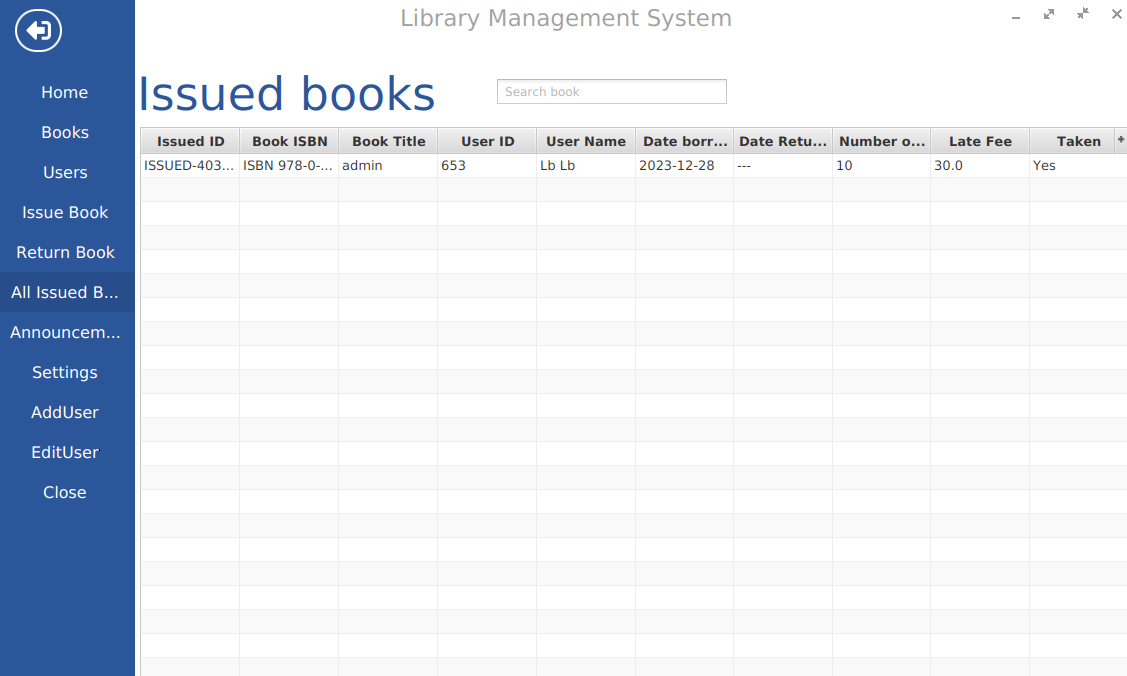 Library Management System
Home
Books
Users
Issue Book
Return Book
All Issued B...
Announcem...
Settings
AddUser
EditUser
Close
Issued books
Search book
Issued ID Book ISBN Book Title User ID User Name Date borr... Date Retu... Number o... Late Fee Taken +
ISSUED-403... ISBN 978-0-... admin 653 Lb Lb 2023-12-28 --- 10 30.0 Yes